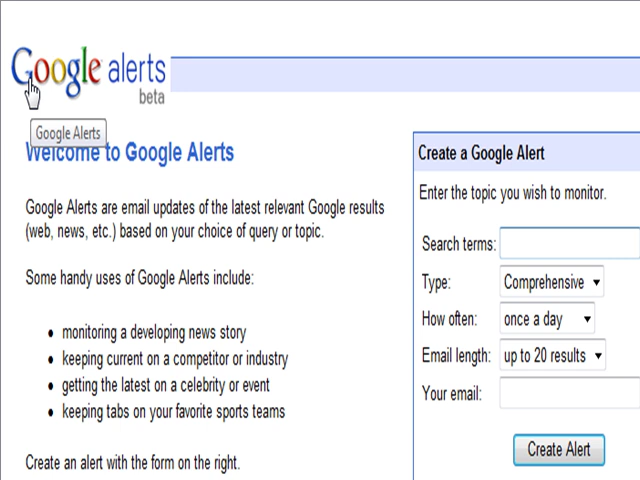 Google alerts
beta
Google Alerts
Welcome to Google Alerts
Google Alerts are email updates of the latest relevant Google results
(web, news, etc.) based on your choice of query or topic.
Some handy uses of Google Alerts include:
monitoring a developing news story
keeping current on a competitor or industry
getting the latest on a celebrity or event
keeping tabs on your favorite sports teams
Create an alert with the form on the right.
Create a Google Alert
Enter the topic you wish to monitor.
Search terms:
Type: Comprehensive
How often: once a day
Email length: up to 20 results
Your email:
Create Alert